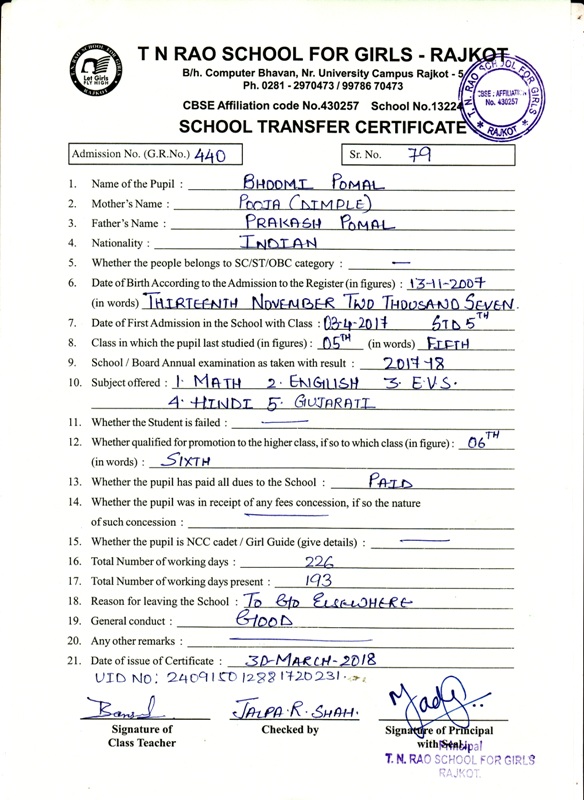 T. N. RAO SCHOOL FOR GIRLS
Let Girls
FLY HIGH
RAJKOT
T N RAO SCHOOL FOR GIRLS - RAJKOT
B/h. Computer Bhavan, Nr. University Campus Rajkot - 5
Ph. 0281 - 2970473 / 99786 70473
CBSE Affiliation code No.430257 School No.13224
T. N. RAO SCHOOL FOR GIRLS
CBSE : AFFILIATION
No. 430257
RAJKOT
SCHOOL TRANSFER CERTIFICATE
Admission No. (G.R.No.) 440 Sr. No. 79
1. Name of the Pupil : BHOOMI POMAL
2. Mother's Name : POOJA (DIMPLE)
3. Father's Name : PRAKASH POMAL
4. Nationality : INDIAN
5. Whether the people belongs to SC/ST/OBC category : —
6. Date of Birth According to the Admission to the Register (in figures) : 13-11-2007
(in words) THIRTEENTH NOVEMBER TWO THOUSAND SEVEN.
7. Date of First Admission in the School with Class : 03-4-2017 STD 5TH
8. Class in which the pupil last studied (in figures) : 05TH (in words) FIFTH
9. School / Board Annual examination as taken with result : 2017-18
10. Subject offered : 1. MATH 2. ENGLISH 3. E.V.S.
4. HINDI 5. GUJARATI
11. Whether the Student is failed : —
12. Whether qualified for promotion to the higher class, if so to which class (in figure) : 06TH
(in words) : SIXTH
13. Whether the pupil has paid all dues to the School : PAID
14. Whether the pupil was in receipt of any fees concession, if so the nature
of such concession : —
15. Whether the pupil is NCC cadet / Girl Guide (give details) : —
16. Total Number of working days : 226
17. Total Number of working days present : 193
18. Reason for leaving the School : TO GO ELSEWHERE
19. General conduct : GOOD
20. Any other remarks : —
21. Date of issue of Certificate : 30-MARCH-2018
UID NO: 240915012881720231
JALPA.R.SHAH.
Signature of Checked by Signature of Principal
Class Teacher with Seal
Principal
T. N. RAO SCHOOL FOR GIRLS
RAJKOT.